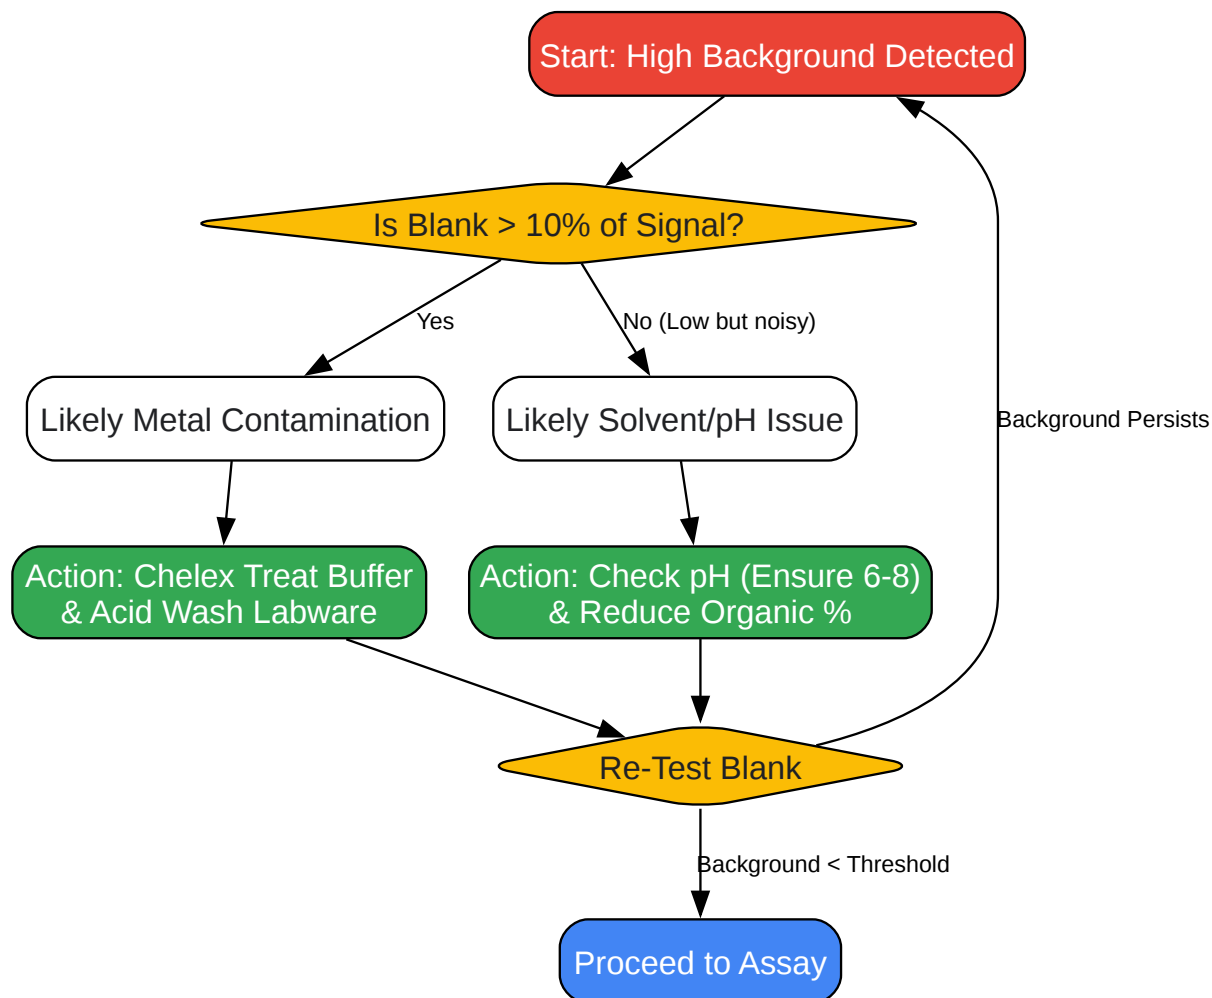 Start: High Background Detected
Is Blank > 10% of Signal?
Yes
No (Low but noisy)
Likely Metal Contamination
Likely Solvent/pH Issue
Background Persists
Action: Chelex Treat Buffer
& Acid Wash Labware
Action: Check pH (Ensure 6-8)
& Reduce Organic %
Re-Test Blank
Background < Threshold
Proceed to Assay